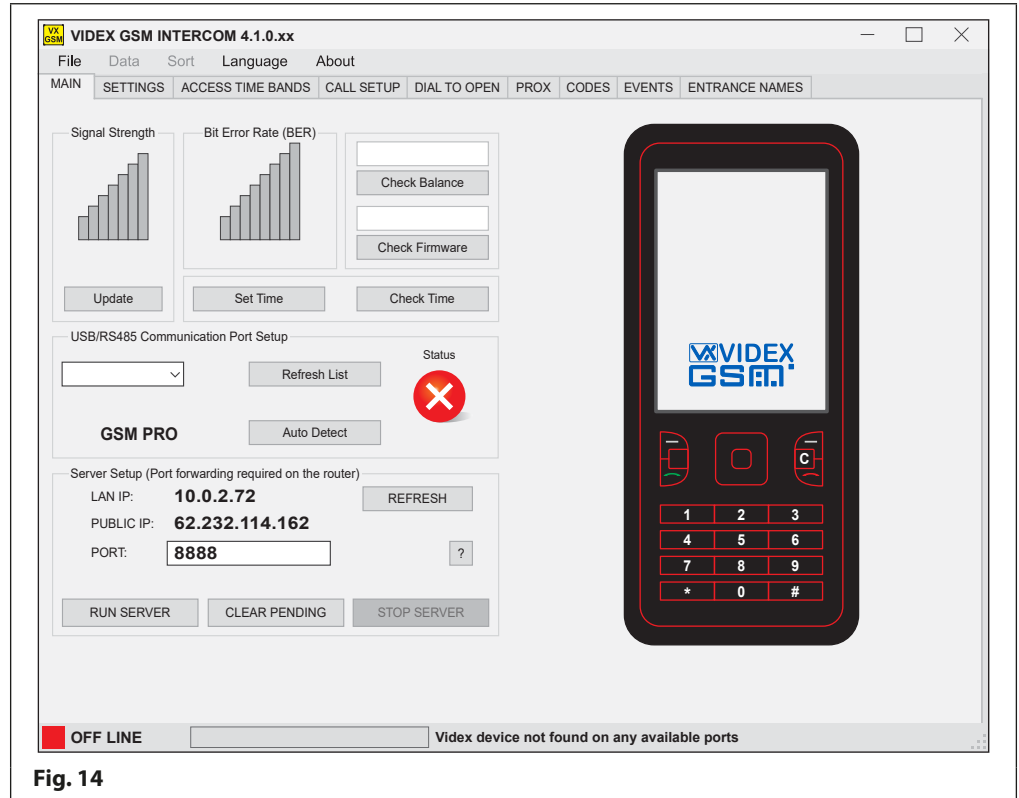 VX GSM VIDEX GSM INTERCOM 4.1.0.xx
File Data Sort Language About
MAIN SETTINGS ACCESS TIME BANDS CALL SETUP DIAL TO OPEN PROX CODES EVENTS ENTRANCE NAMES
Signal Strength Bit Error Rate (BER)
Check Balance
Check Firmware
Update Set Time Check Time
USB/RS485 Communication Port Setup
Status
Refresh List
GSM PRO Auto Detect
Server Setup (Port forwarding required on the router)
LAN IP: 10.0.2.72 REFRESH
PUBLIC IP: 62.232.114.162
PORT: 8888 ?
RUN SERVER CLEAR PENDING STOP SERVER
VX VIDEX
GSM
C
1 2 3
4 5 6
7 8 9
* 0 #
OFF LINE Videx device not found on any available ports
Fig. 14